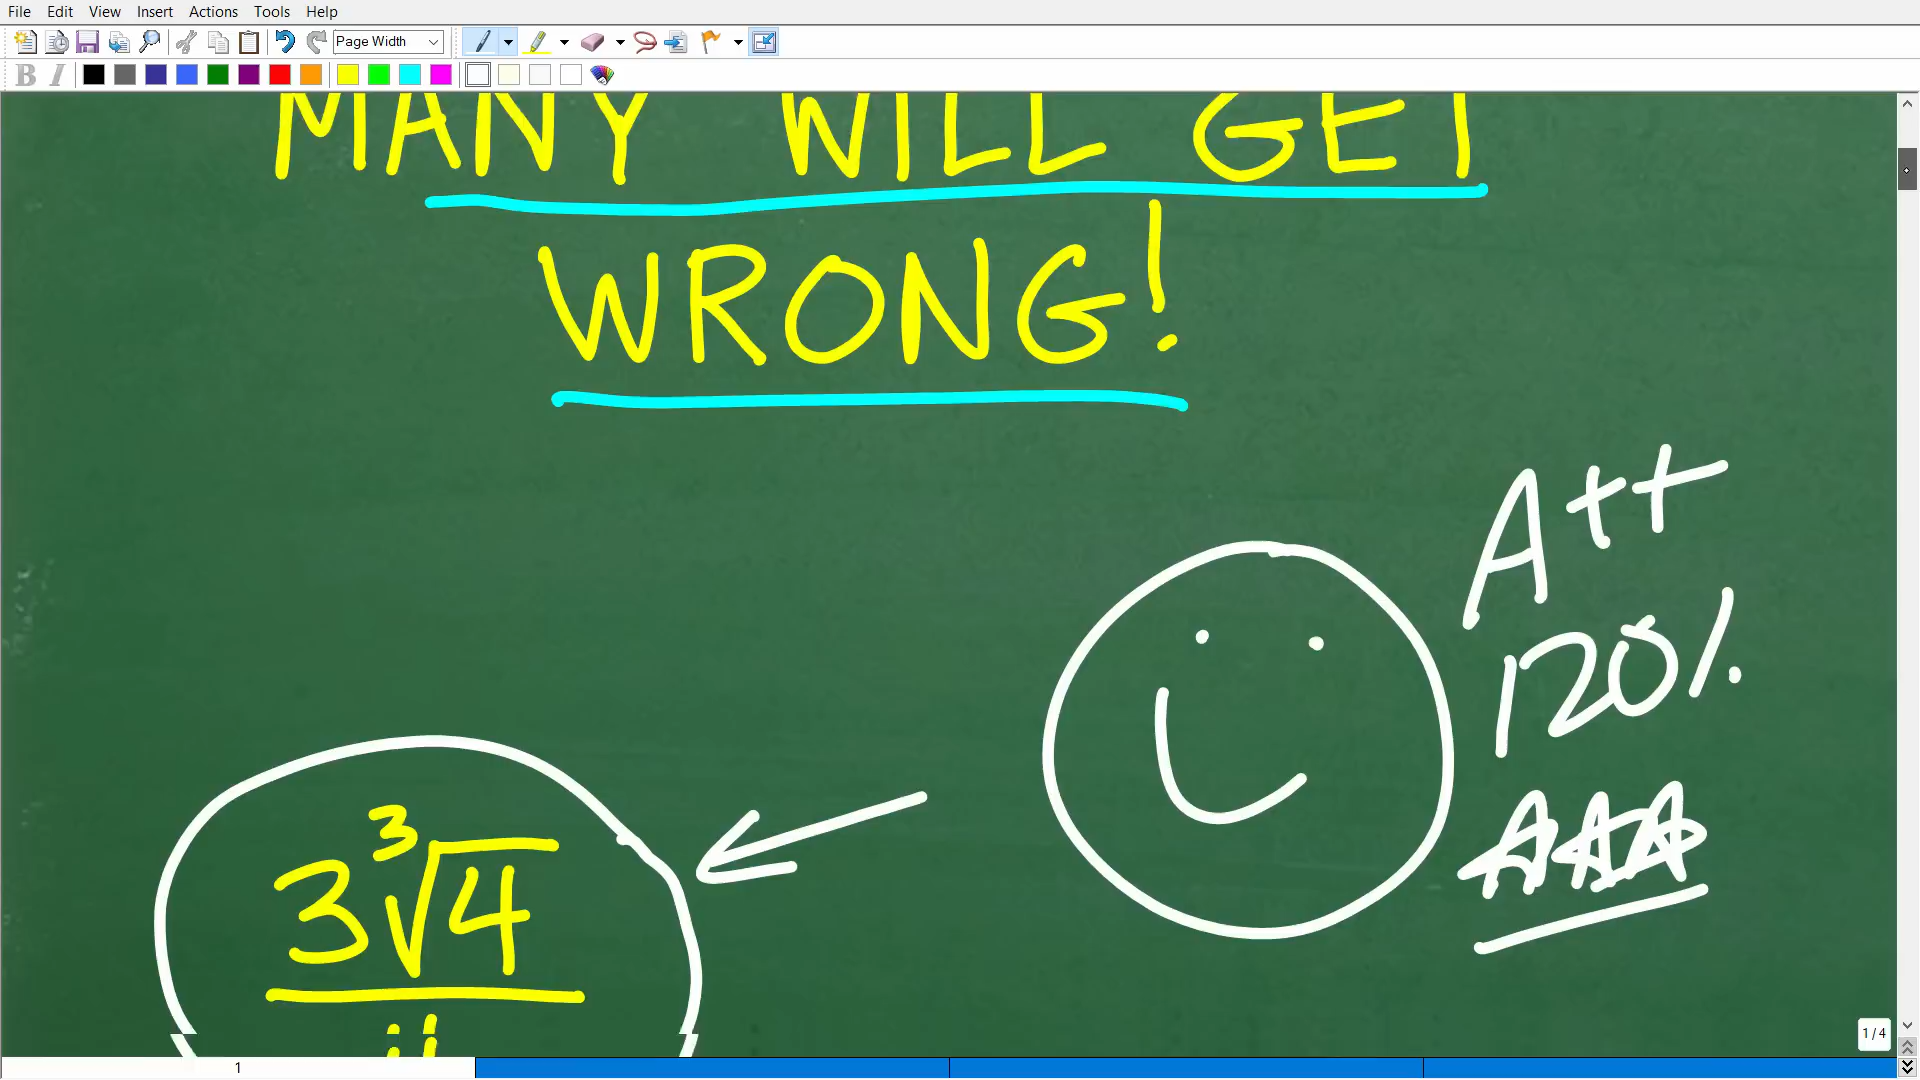 File Edit View Insert Actions Tools Help
Page Width
B I
MANY WILL GET
WRONG!
A++
120%
AAA
3∛4
1 / 4
1